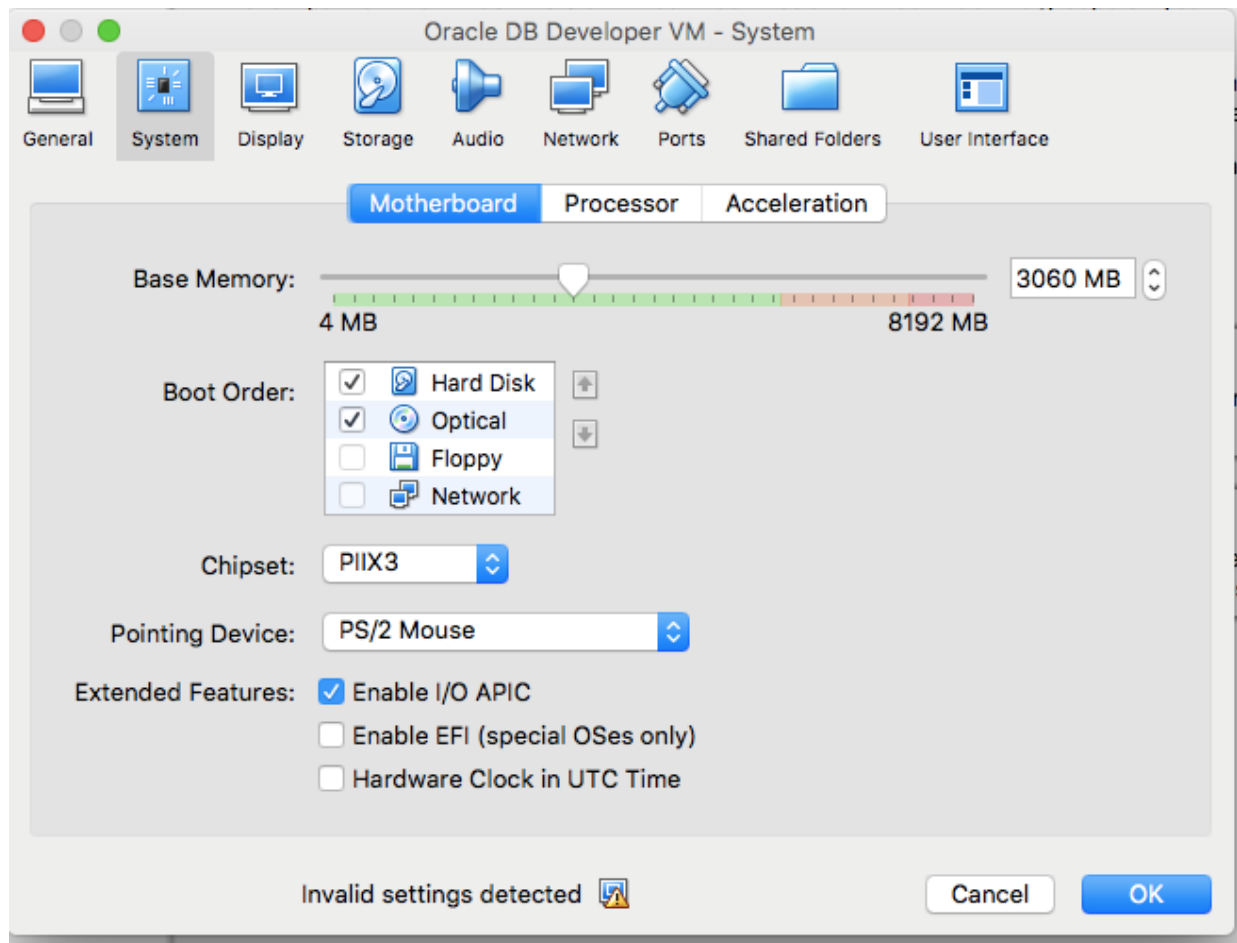 Oracle DB Developer VM - System
General System Display Storage Audio Network Ports Shared Folders User Interface
Motherboard Processor Acceleration
Base Memory: 3060 MB
4 MB 8192 MB
Boot Order: Hard Disk
Optical
Floppy
Network
Chipset: PIIX3
Pointing Device: PS/2 Mouse
Extended Features: Enable I/O APIC
Enable EFI (special OSes only)
Hardware Clock in UTC Time
Invalid settings detected Cancel OK